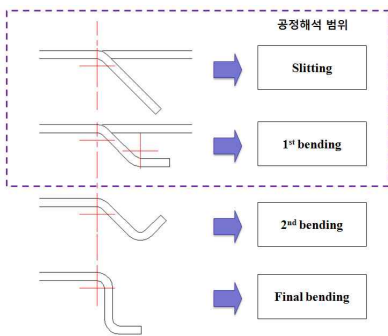 공정해석 범위
Slitting
1st bending
2nd bending
Final bending